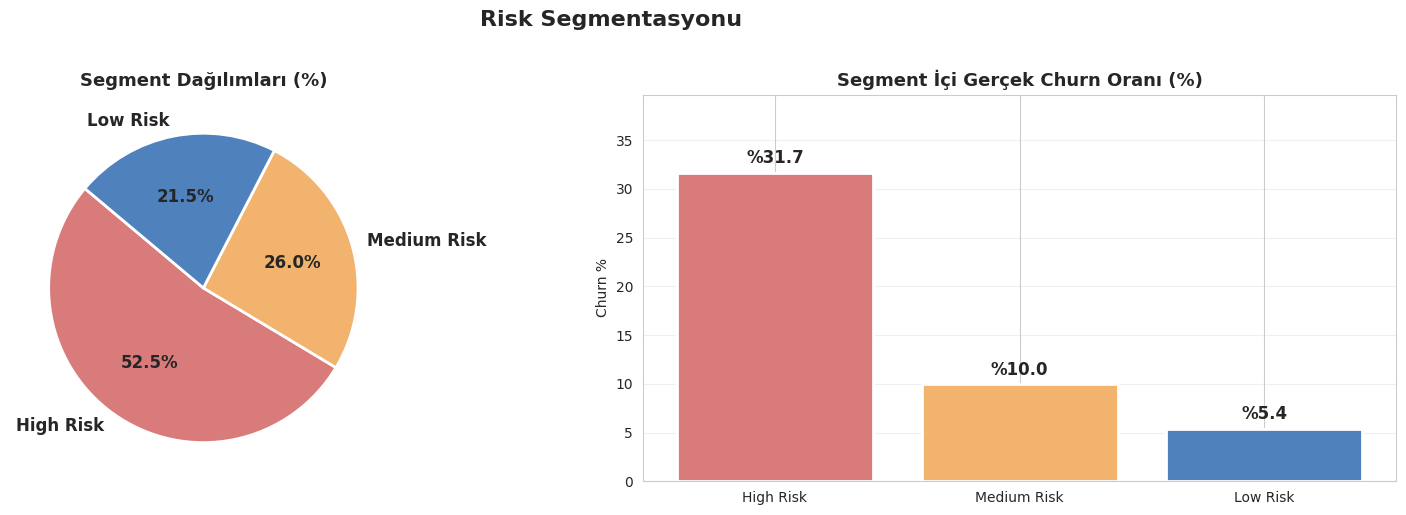 Risk Segmentasyonu
Segment Dağılımları (%)
Low Risk
21.5%
Medium Risk
26.0%
52.5%
High Risk
Segment İçi Gerçek Churn Oranı (%)
Churn %
35
30
25
20
15
10
5
0
%31.7
%10.0
%5.4
High Risk
Medium Risk
Low Risk